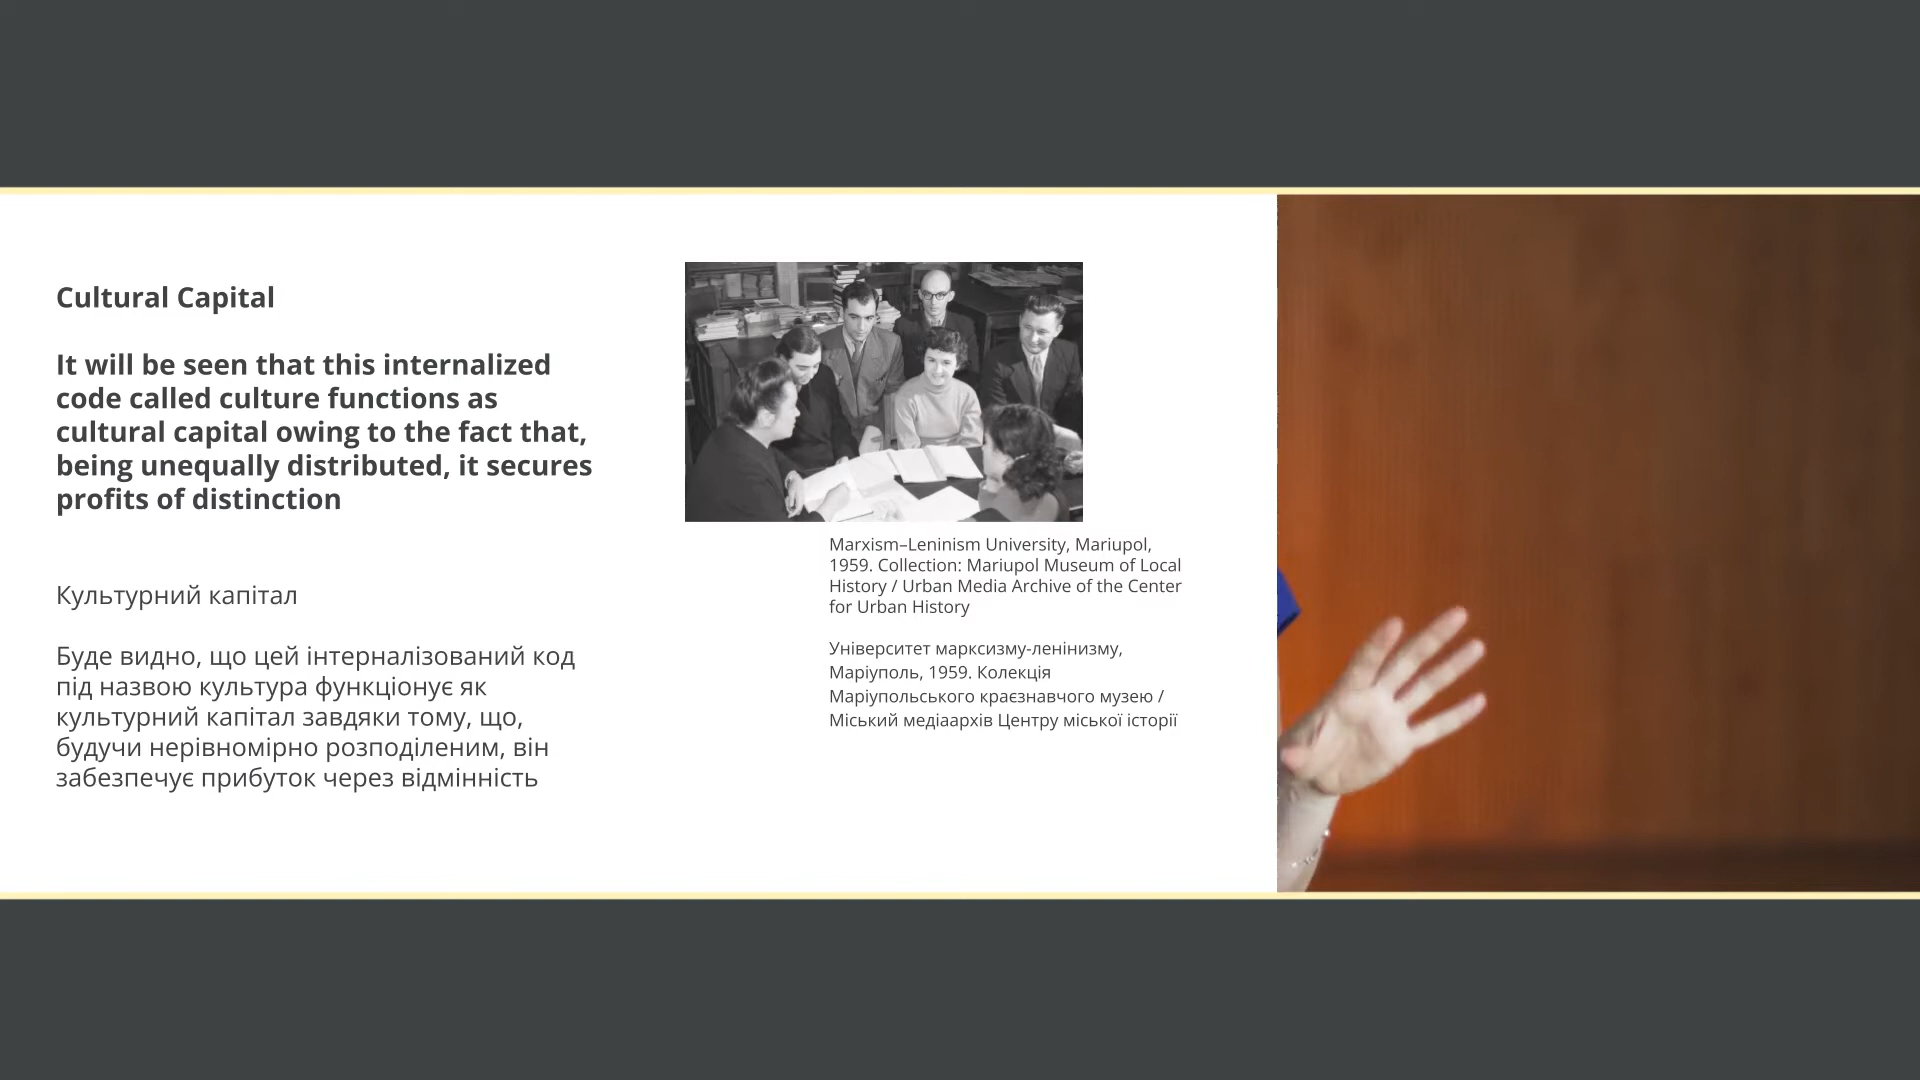 Cultural Capital
It will be seen that this internalized
code called culture functions as
cultural capital owing to the fact that,
being unequally distributed, it secures
profits of distinction
Культурний капітал
Буде видно, що цей інтерналізований код
під назвою культура функціонує як
культурний капітал завдяки тому, що,
будучи нерівномірно розподіленим, він
забезпечує прибуток через відмінність
Marxism–Leninism University, Mariupol,
1959. Collection: Mariupol Museum of Local
History / Urban Media Archive of the Center
for Urban History
Університет марксизму-ленінизму,
Маріуполь, 1959. Колекція
Маріупольського краєзнавчого музею /
Міський медіаархів Центру міської історії